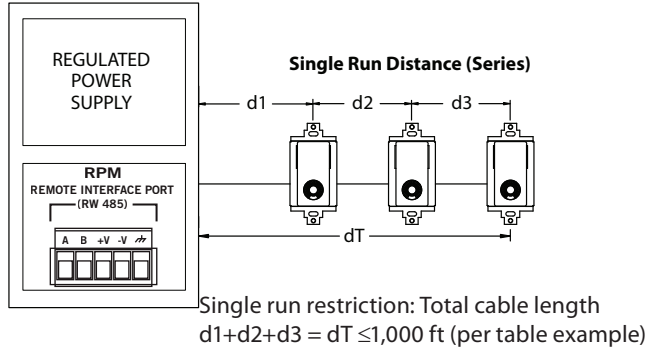 REGULATED
POWER
SUPPLY
Single Run Distance (Series)
d1 d2 d3
RPM
REMOTE INTERFACE PORT
(RW 485)
A B +V -V
dT
Single run restriction: Total cable length
d1+d2+d3 = dT ≤1,000 ft (per table example)